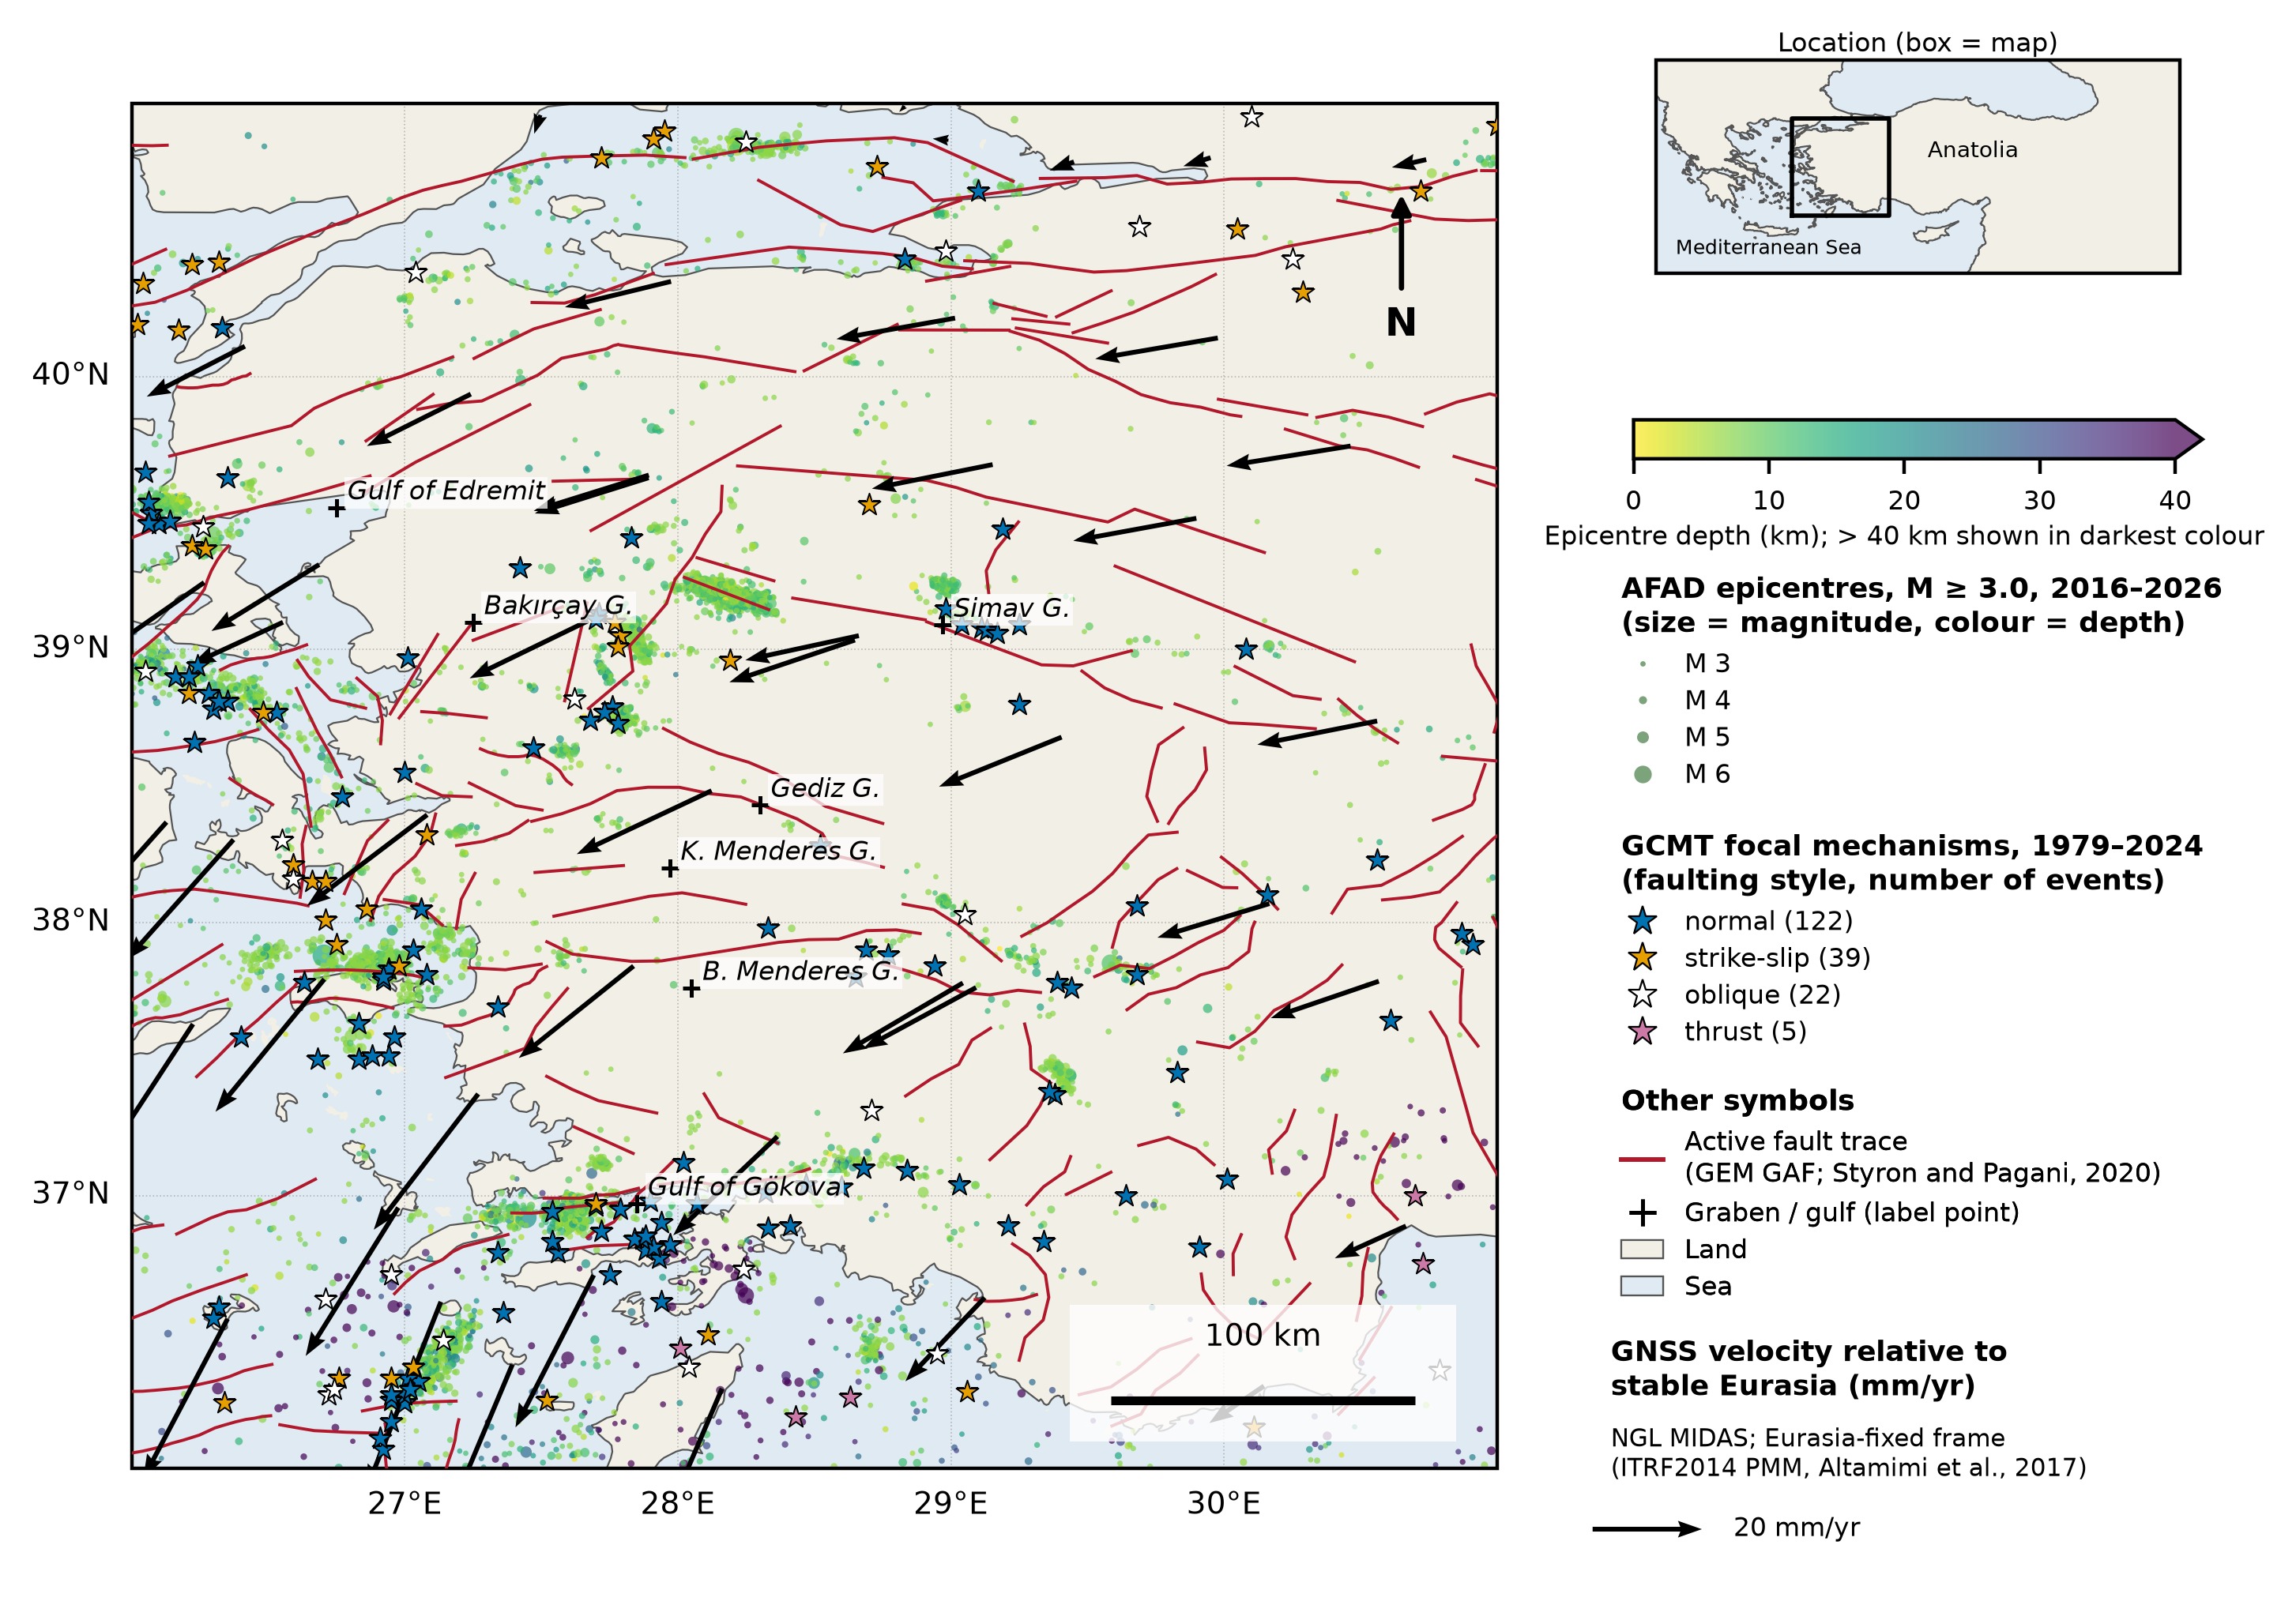 Location (box = map)
Anatolia
Mediterranean Sea
N
40°N
39°N
38°N
37°N
27°E
28°E
29°E
30°E
Gulf of Edremit
Bakırçay G.
Simav G.
Gediz G.
K. Menderes G.
B. Menderes G.
Gulf of Gökova
100 km
0
10
20
30
40
Epicentre depth (km); > 40 km shown in darkest colour
AFAD epicentres, M ≥ 3.0, 2016–2026
(size = magnitude, colour = depth)
M 3
M 4
M 5
M 6
GCMT focal mechanisms, 1979–2024
(faulting style, number of events)
normal (122)
strike-slip (39)
oblique (22)
thrust (5)
Other symbols
Active fault trace
(GEM GAF; Styron and Pagani, 2020)
Graben / gulf (label point)
Land
Sea
GNSS velocity relative to
stable Eurasia (mm/yr)
NGL MIDAS; Eurasia-fixed frame
(ITRF2014 PMM, Altamimi et al., 2017)
20 mm/yr